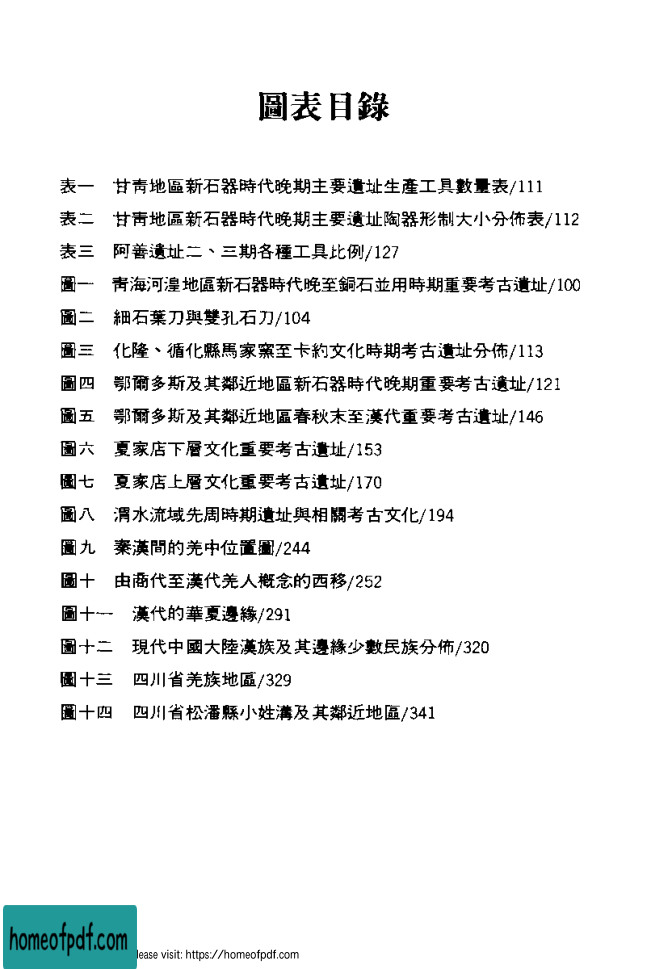 圖表目錄
表一 甘青地區新石器時代晚期主要遺址生產工具數量表/111
表二 甘青地區新石器時代晚期主要遺址陶器形制大小分佈表/112
表三 阿善遺址二、三期各種工具比例/127
圖一 青海河湟地區新石器時代晚至銅石並用時期重要考古遺址/100
圖二 細石葉刀與雙孔石刀/104
圖三 化隆、循化縣馬家窯至卡約文化時期考古遺址分佈/113
圖四 鄂爾多斯及其鄰近地區新石器時代晚期重要考古遺址/121
圖五 鄂爾多斯及其鄰近地區春秋末至漢代重要考古遺址/146
圖六 夏家店下層文化重要考古遺址/153
圖七 夏家店上層文化重要考古遺址/170
圖八 渭水流域先周時期遺址與相關考古文化/194
圖九 秦漢間的羌中位置圖/244
圖十 由商代至漢代羌人概念的西移/252
圖十一 漢代的華夏邊緣/291
圖十二 現代中國大陸漢族及其邊緣少數民族分佈/320
圖十三 四川省羌族地區/329
圖十四 四川省松潘縣小姓溝及其鄰近地區/341
homeofpdf.com lease visit: https://homeofpdf.com